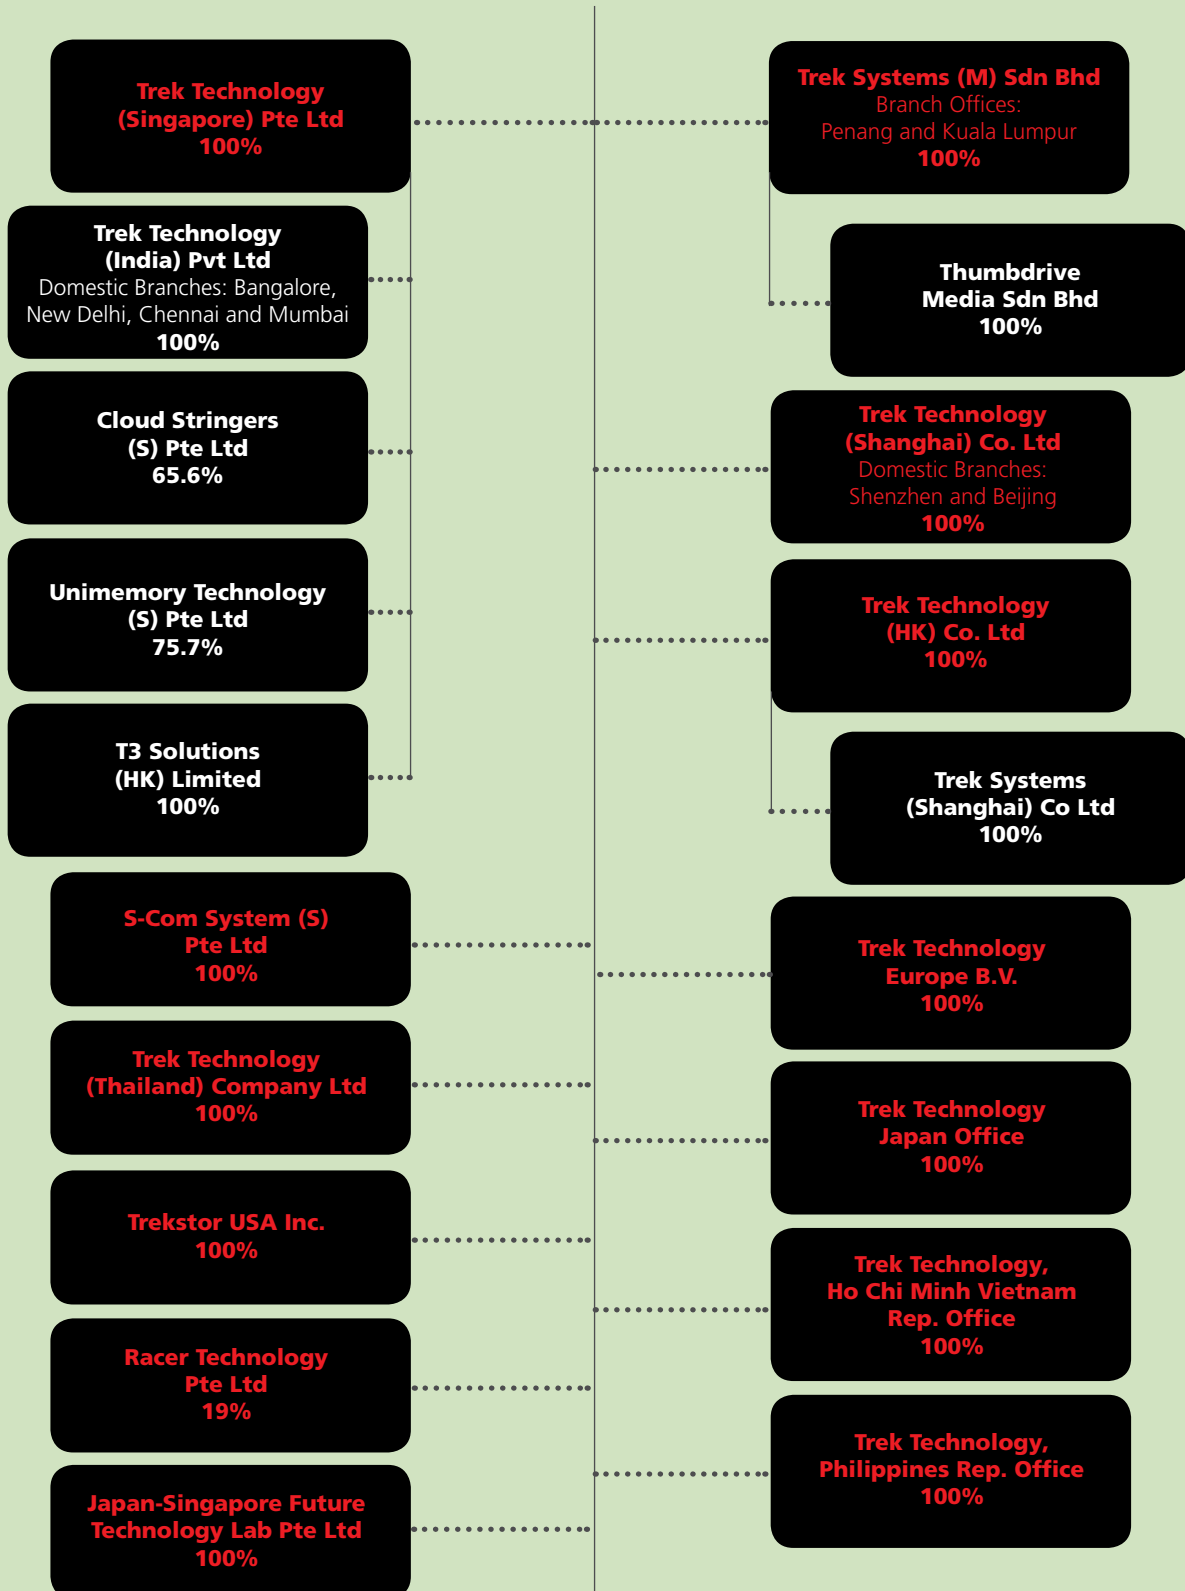 Trek Technology
(Singapore) Pte Ltd
100%
Trek Technology
(India) Pvt Ltd
Domestic Branches: Bangalore,
New Delhi, Chennai and Mumbai
100%
Cloud Stringers
(S) Pte Ltd
65.6%
Unimemory Technology
(S) Pte Ltd
75.7%
T3 Solutions
(HK) Limited
100%
S-Com System (S)
Pte Ltd
100%
Trek Technology
(Thailand) Company Ltd
100%
Trekstor USA Inc.
100%
Racer Technology
Pte Ltd
19%
Japan-Singapore Future
Technology Lab Pte Ltd
100%
Trek Systems (M) Sdn Bhd
Branch Offices:
Penang and Kuala Lumpur
100%
Thumbdrive
Media Sdn Bhd
100%
Trek Technology
(Shanghai) Co. Ltd
Domestic Branches:
Shenzhen and Beijing
100%
Trek Technology
(HK) Co. Ltd
100%
Trek Systems
(Shanghai) Co Ltd
100%
Trek Technology
Europe B.V.
100%
Trek Technology
Japan Office
100%
Trek Technology,
Ho Chi Minh Vietnam
Rep. Office
100%
Trek Technology,
Philippines Rep. Office
100%